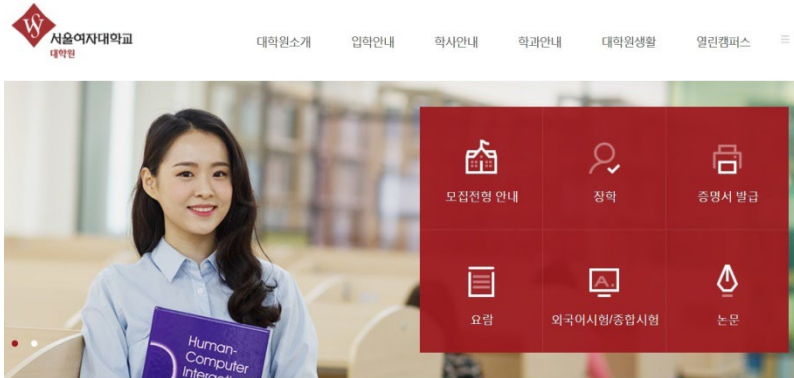 서울여자대학교
대학원
대학원소개 입학안내 학사안내 학과안내 대학원생활 열린캠퍼스
모집전형 안내 장학 증명서 발급
요람 외국어시험/종합시험 논문
A.
Human-
Computer